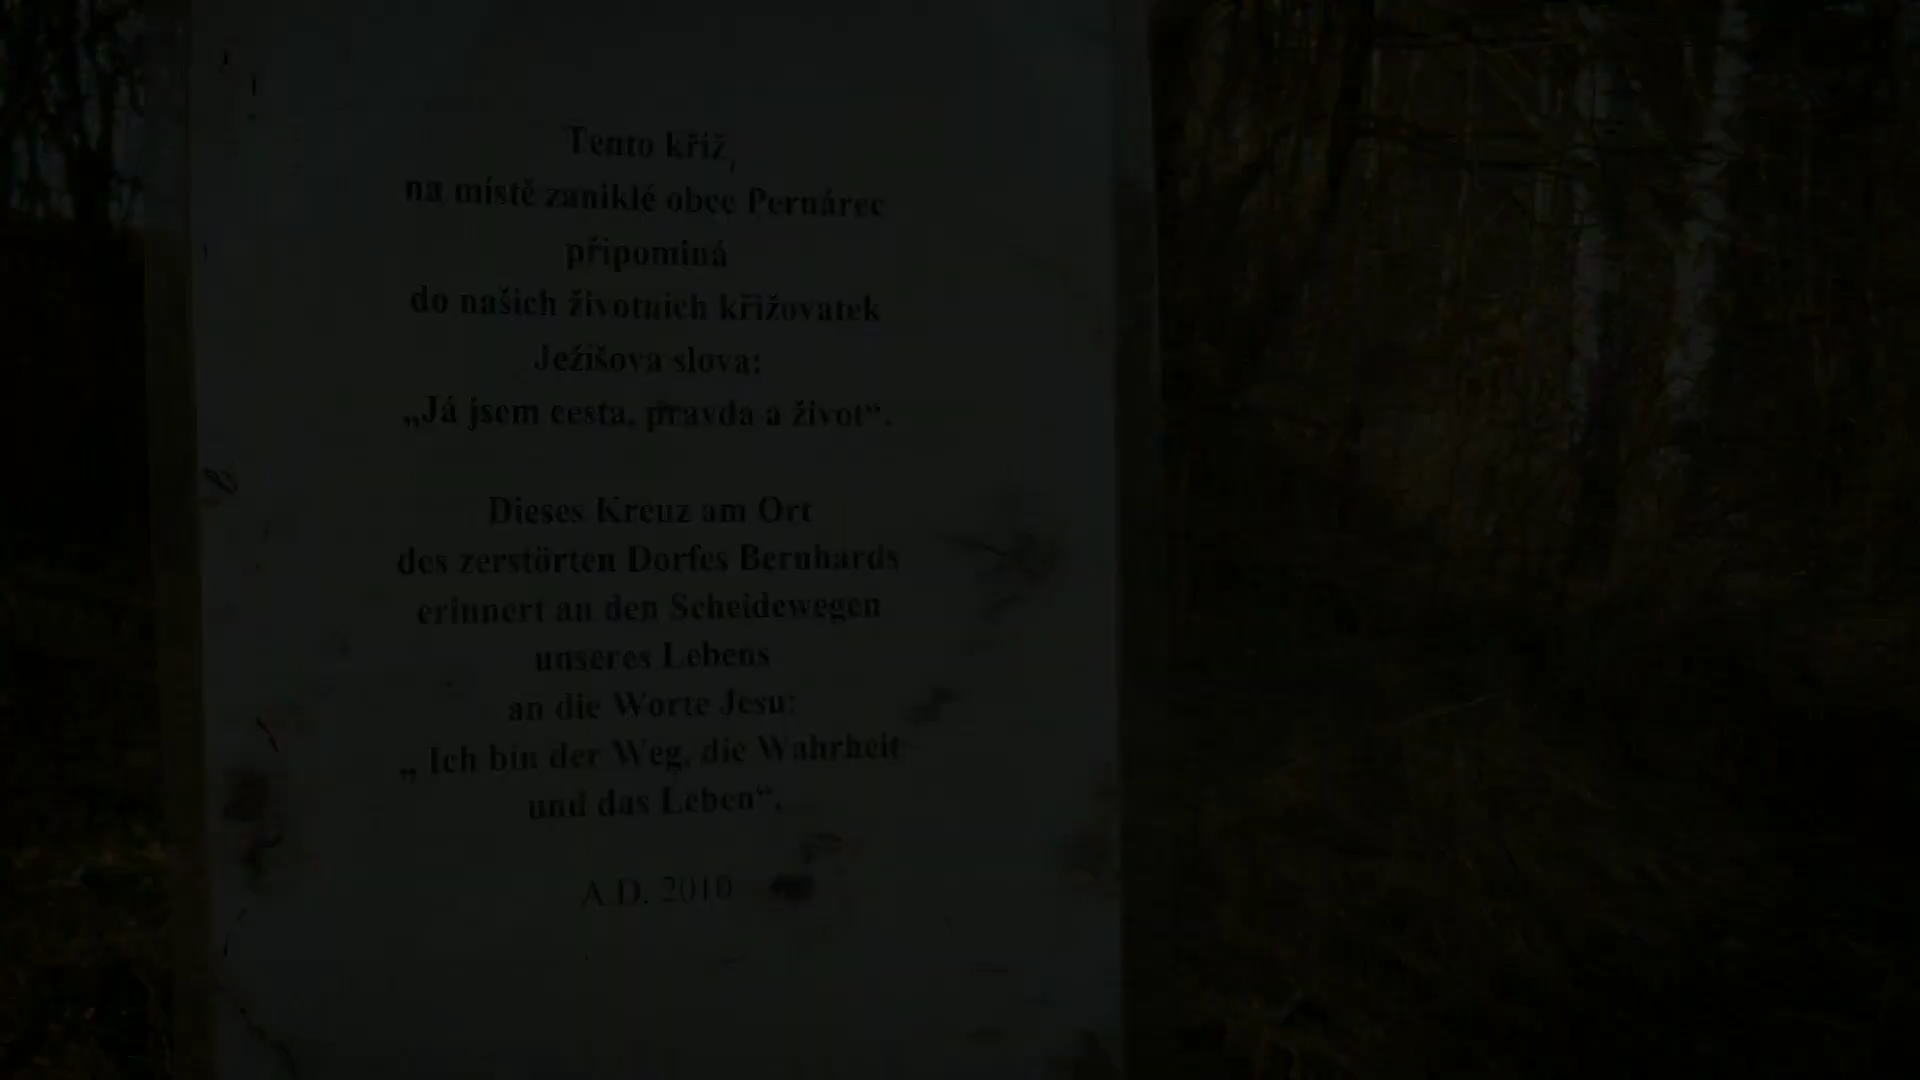 Tento kříž,
na místě zaniklé obce Pernárec
připomíná
do našich životních křižovatek
Ježíšova slova:
„Já jsem cesta, pravda a život“.
Dieses Kreuz am Ort
des zerstörten Dorfes Bernhards
erinnert an den Scheidewegen
unseres Lebens
an die Worte Jesu:
„ Ich bin der Weg, die Wahrheit
und das Leben“.
A.D. 2010